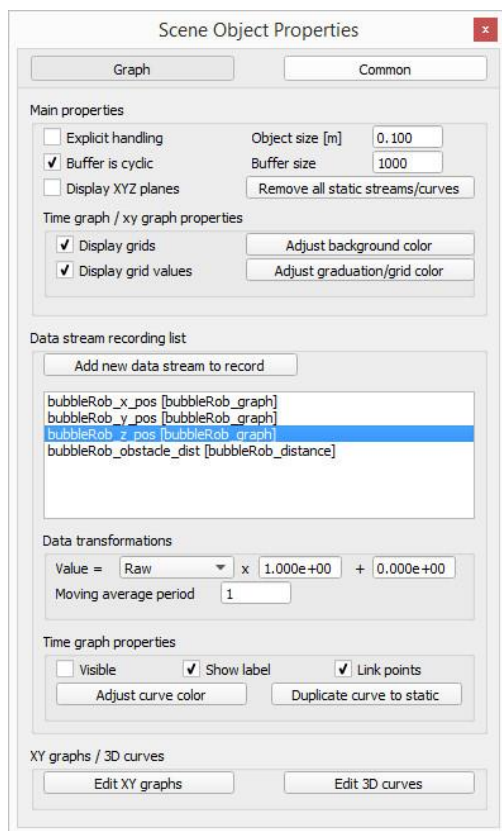 Scene Object Properties
x
Graph Common
Main properties
Explicit handling Object size [m] 0.100
Buffer is cyclic Buffer size 1000
Display XYZ planes Remove all static streams/curves
Time graph / xy graph properties
Display grids Adjust background color
Display grid values Adjust graduation/grid color
Data stream recording list
Add new data stream to record
bubbleRob_x_pos [bubbleRob_graph]
bubbleRob_y_pos [bubbleRob_graph]
bubbleRob_z_pos [bubbleRob_graph]
bubbleRob_obstacle_dist [bubbleRob_distance]
Data transformations
Value = Raw x 1.000e+00 + 0.000e+00
Moving average period 1
Time graph properties
Visible Show label Link points
Adjust curve color Duplicate curve to static
XY graphs / 3D curves
Edit XY graphs Edit 3D curves